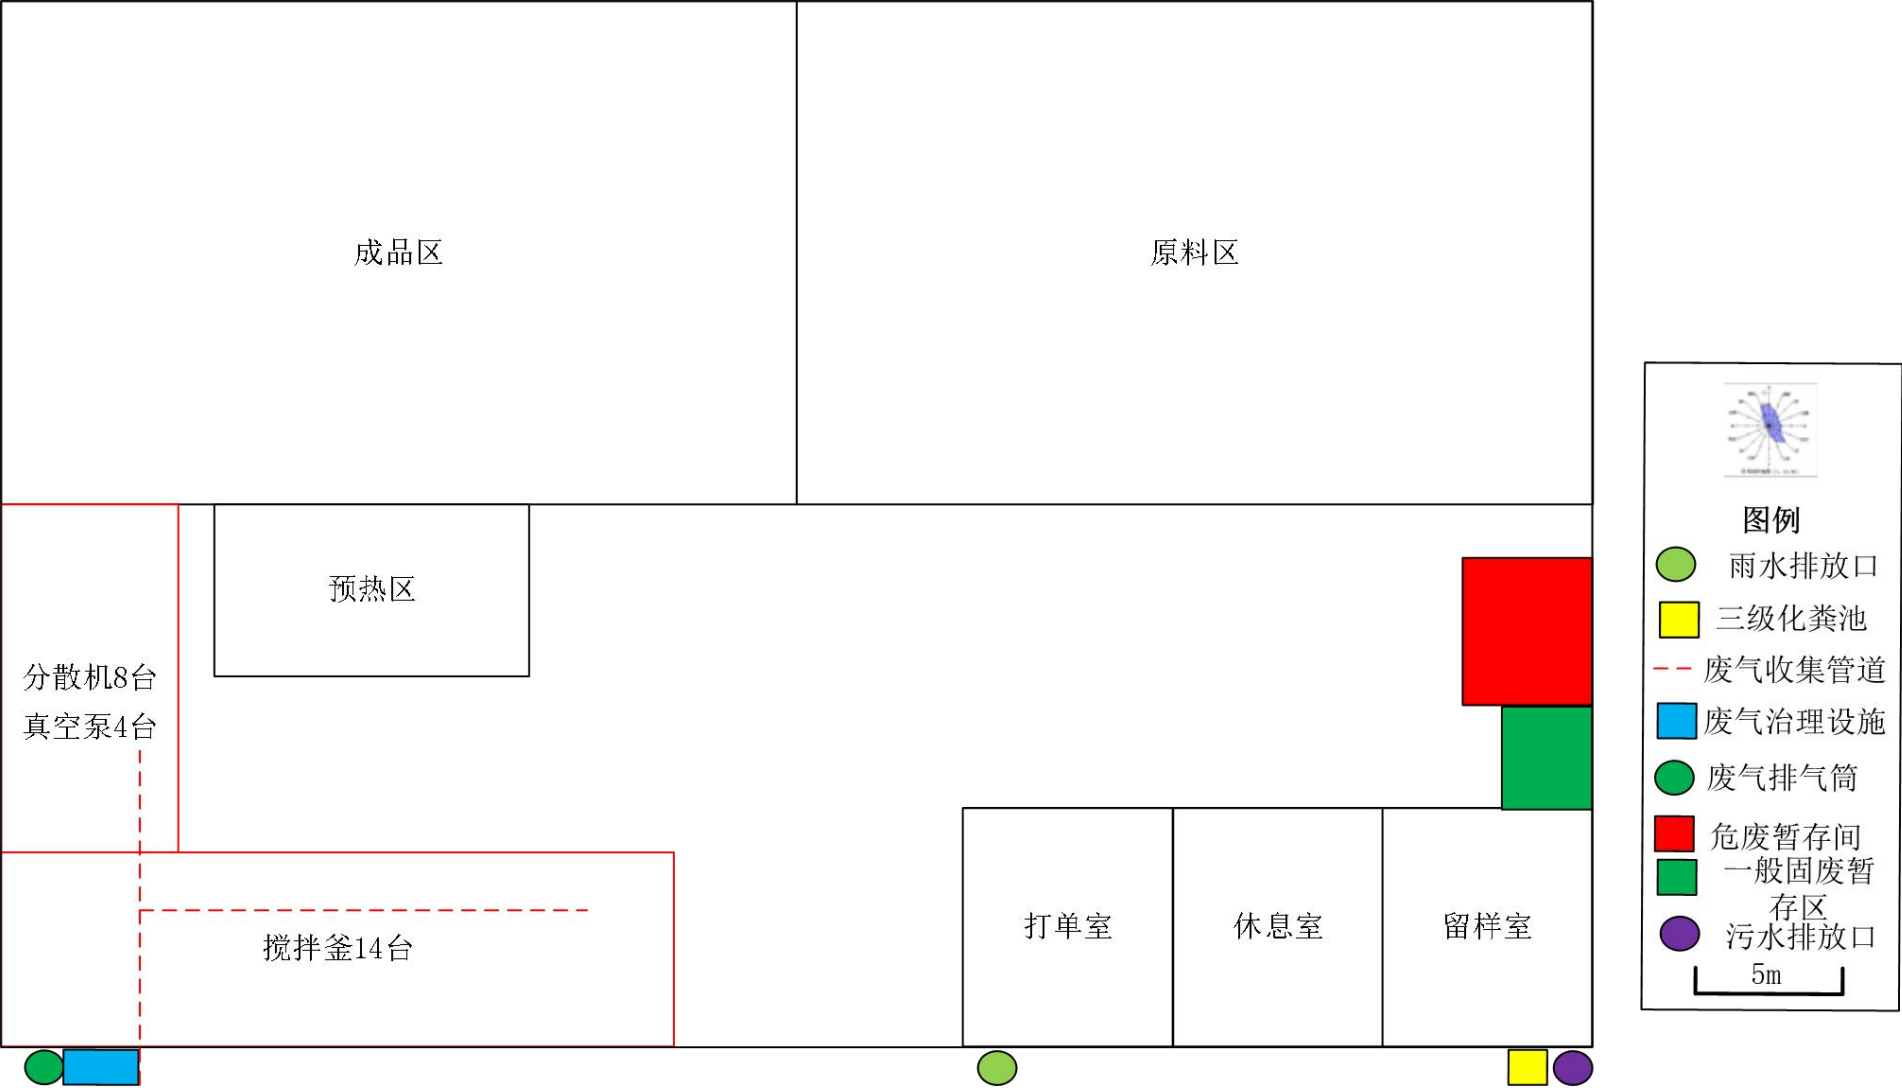 成品区
原料区
预热区
分散机8台
真空泵4台
搅拌釜14台
打单室
休息室
留样室
图例
雨水排放口
三级化粪池
废气收集管道
废气治理设施
废气排气筒
危废暂存间
一般固废暂
存区
污水排放口
5m